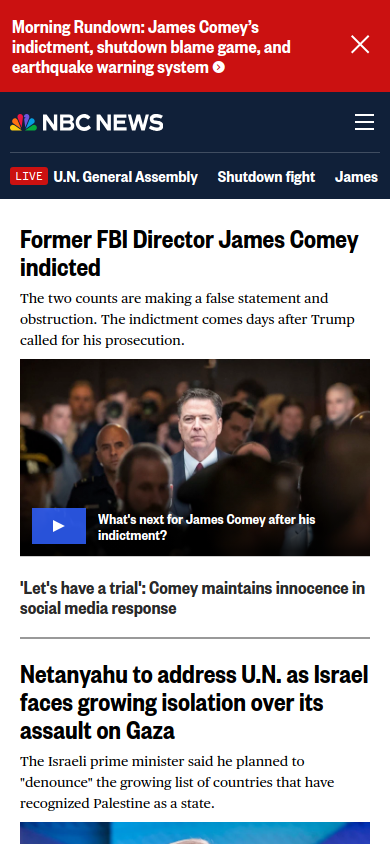 Morning Rundown: James Comey’s
indictment, shutdown blame game, and
earthquake warning system
NBC NEWS
LIVE U.N. General Assembly Shutdown fight James
Former FBI Director James Comey
indicted
The two counts are making a false statement and
obstruction. The indictment comes days after Trump
called for his prosecution.
What's next for James Comey after his
indictment?
'Let's have a trial': Comey maintains innocence in
social media response
Netanyahu to address U.N. as Israel
faces growing isolation over its
assault on Gaza
The Israeli prime minister said he planned to
"denounce" the growing list of countries that have
recognized Palestine as a state.